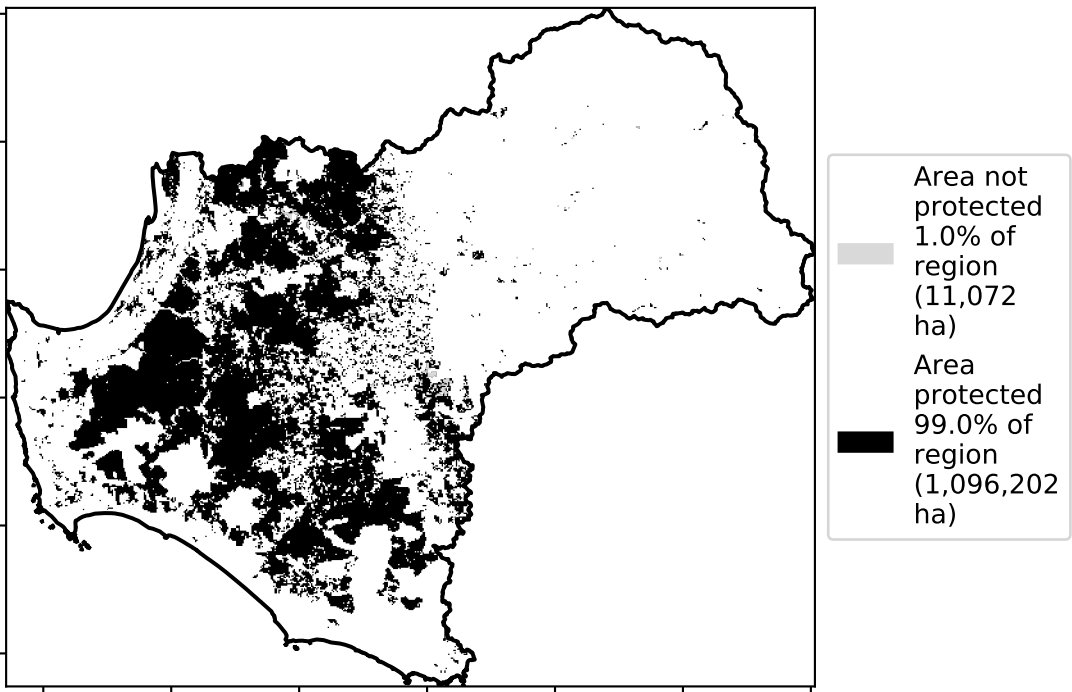 Area not
protected
1.0% of
region
(11,072
ha)
Area
protected
99.0% of
region
(1,096,202
ha)